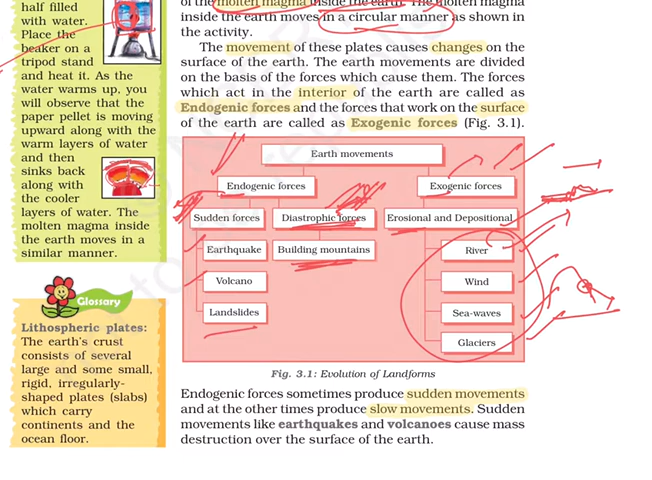 half filled
with water.
Place the
beaker on a
tripod stand
and heat it. As the
water warms up, you
will observe that the
paper pellet is moving
upward along with the
warm layers of water
and then
sinks back
along with
the cooler
layers of water. The
molten magma inside
the earth moves in a
similar manner.
Glossary
Lithospheric plates:
The earth's crust
consists of several
large and some small,
rigid, irregularly-
shaped plates (slabs)
which carry
continents and the
ocean floor.
of the molten magma inside the earth. The molten magma
inside the earth moves in a circular manner as shown in
the activity.
The movement of these plates causes changes on the
surface of the earth. The earth movements are divided
on the basis of the forces which cause them. The forces
which act in the interior of the earth are called as
Endogenic forces and the forces that work on the surface
of the earth are called as Exogenic forces (Fig. 3.1).
Earth movements
Endogenic forces
Exogenic forces
Sudden forces
Diastrophic forces
Erosional and Depositional
Earthquake
Building mountains
River
Volcano
Wind
Landslides
Sea-waves
Glaciers
Fig. 3.1: Evolution of Landforms
Endogenic forces sometimes produce sudden movements
and at the other times produce slow movements. Sudden
movements like earthquakes and volcanoes cause mass
destruction over the surface of the earth.